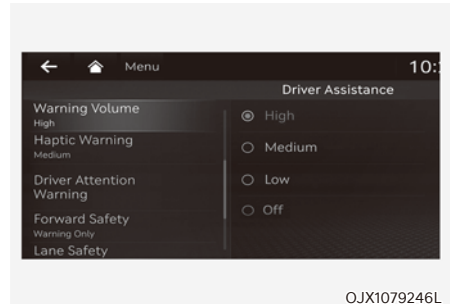 Menu
10:
Driver Assistance
Warning Volume
High
Haptic Warning
Medium
Driver Attention
Warning
Forward Safety
Warning Only
Lane Safety
High
Medium
Low
Off
OJX1079246L